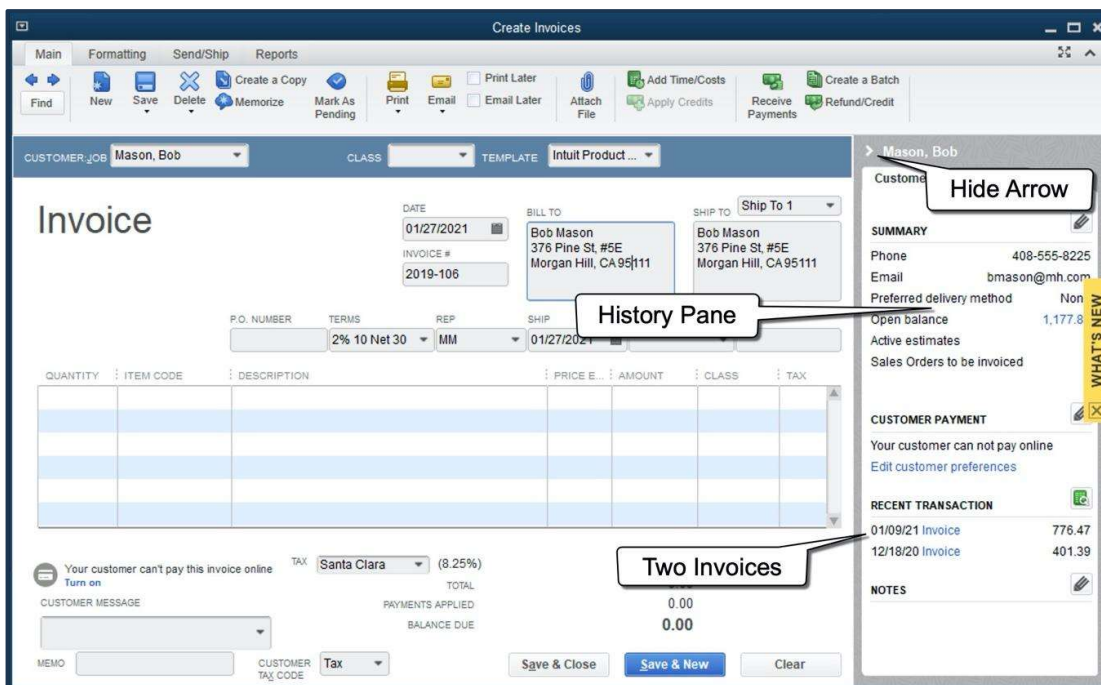 Create Invoices
Main Formatting Send/Ship Reports
Find New Save Delete Create a Copy Memorize Mark As Pending Print Email Print Later Email Later Attach File Add Time/Costs Apply Credits Receive Payments Create a Batch Refund/Credit
CUSTOMER:JOB Mason, Bob CLASS TEMPLATE Intuit Product ...
Mason, Bob
Hide Arrow
Invoice
DATE
01/27/2021
INVOICE #
2019-106
BILL TO
Bob Mason
376 Pine St, #5E
Morgan Hill, CA 95111
SHIP TO Ship To 1
Bob Mason
376 Pine St, #5E
Morgan Hill, CA 95111
P.O. NUMBER TERMS REP SHIP
2% 10 Net 30 MM 01/27/2021
History Pane
QUANTITY ITEM CODE DESCRIPTION PRICE E... AMOUNT CLASS TAX
Your customer can't pay this invoice online
Turn on
TAX Santa Clara (8.25%)
TOTAL
CUSTOMER MESSAGE
PAYMENTS APPLIED 0.00
BALANCE DUE 0.00
MEMO
CUSTOMER TAX CODE Tax
Save & Close Save & New Clear
SUMMARY
Phone 408-555-8225
Email bmason@mh.com
Preferred delivery method
Open balance
Active estimates
Sales Orders to be invoiced
WHAT'S NEW
CUSTOMER PAYMENT
Your customer can not pay online
Edit customer preferences
RECENT TRANSACTION
01/09/21 Invoice 776.47
12/18/20 Invoice 401.39
Two Invoices
NOTES